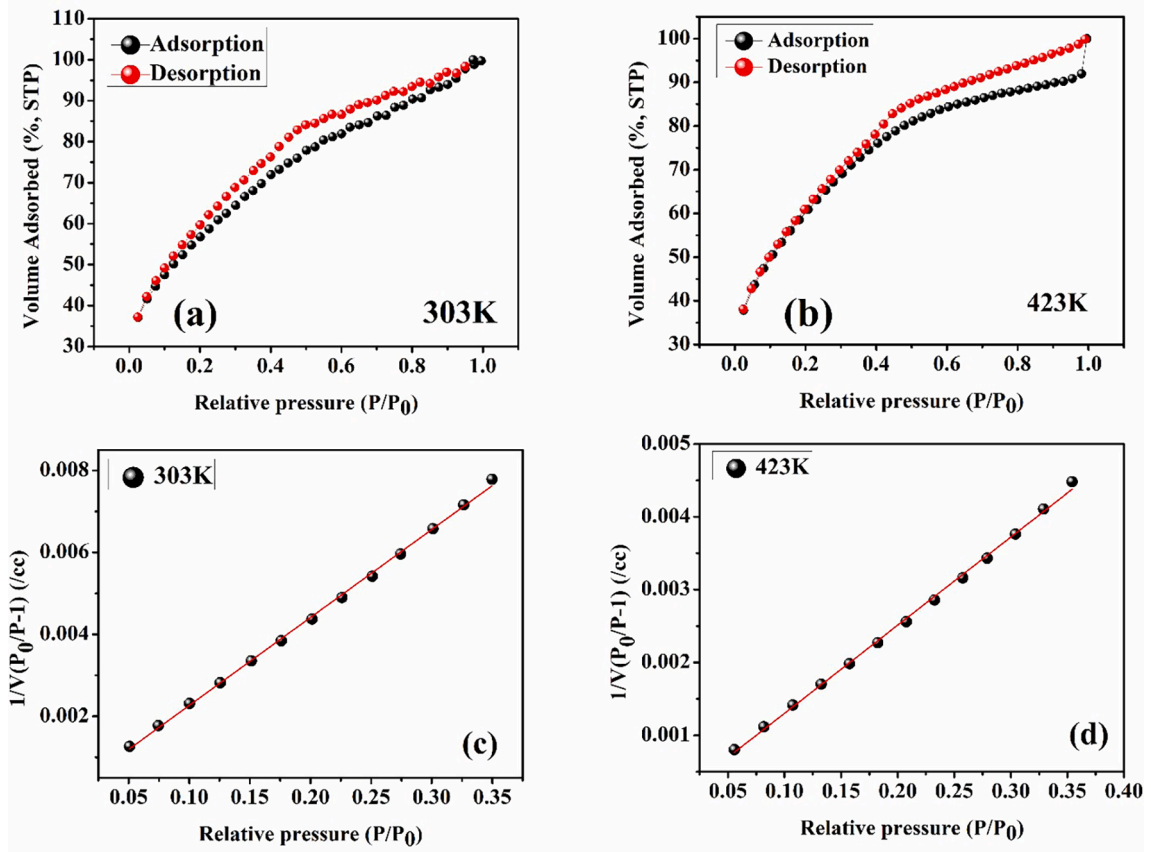 110
100
90
80
70
60
50
40
30
Volume Adsorbed (%, STP)
Adsorption
Desorption
(a)
303K
0.0 0.2 0.4 0.6 0.8 1.0
Relative pressure (P/P0)
100
90
80
70
60
50
40
30
Volume Adsorbed (%, STP)
Adsorption
Desorption
(b)
423K
0.0 0.2 0.4 0.6 0.8 1.0
Relative pressure (P/P0)
0.008
0.006
0.004
0.002
1/V(P0/P-1) (/cc)
303K
(c)
0.05 0.10 0.15 0.20 0.25 0.30 0.35
Relative pressure (P/P0)
0.005
0.004
0.003
0.002
0.001
1/V(P0/P-1) (/cc)
423K
(d)
0.05 0.10 0.15 0.20 0.25 0.30 0.35 0.40
Relative pressure (P/P0)